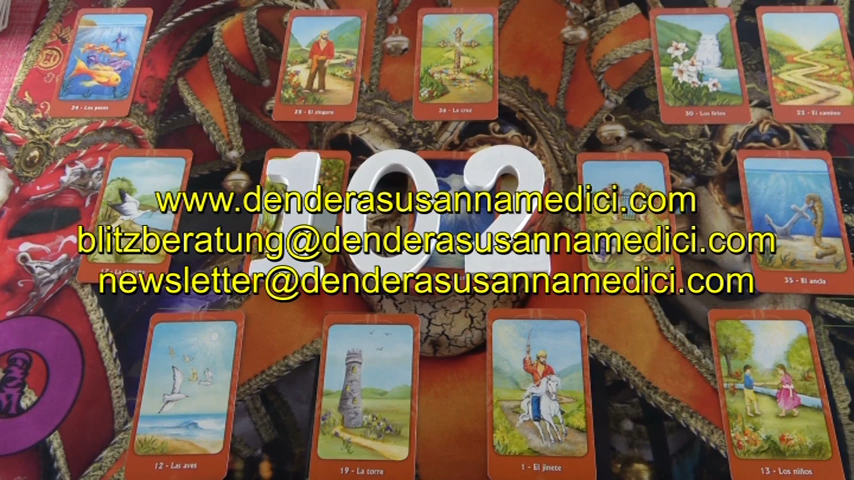 34 - Los peces
28 - El
36 - La cruz
30 - Los lirios
22 - El camino
102
www.denderasusannamedici.com
blitzberatung@denderasusannamedici.com
newsletter@denderasusannamedici.com
35 - El ancla
12 - Las aves
19 - La torre
1 - El jinete
13 - Los niños